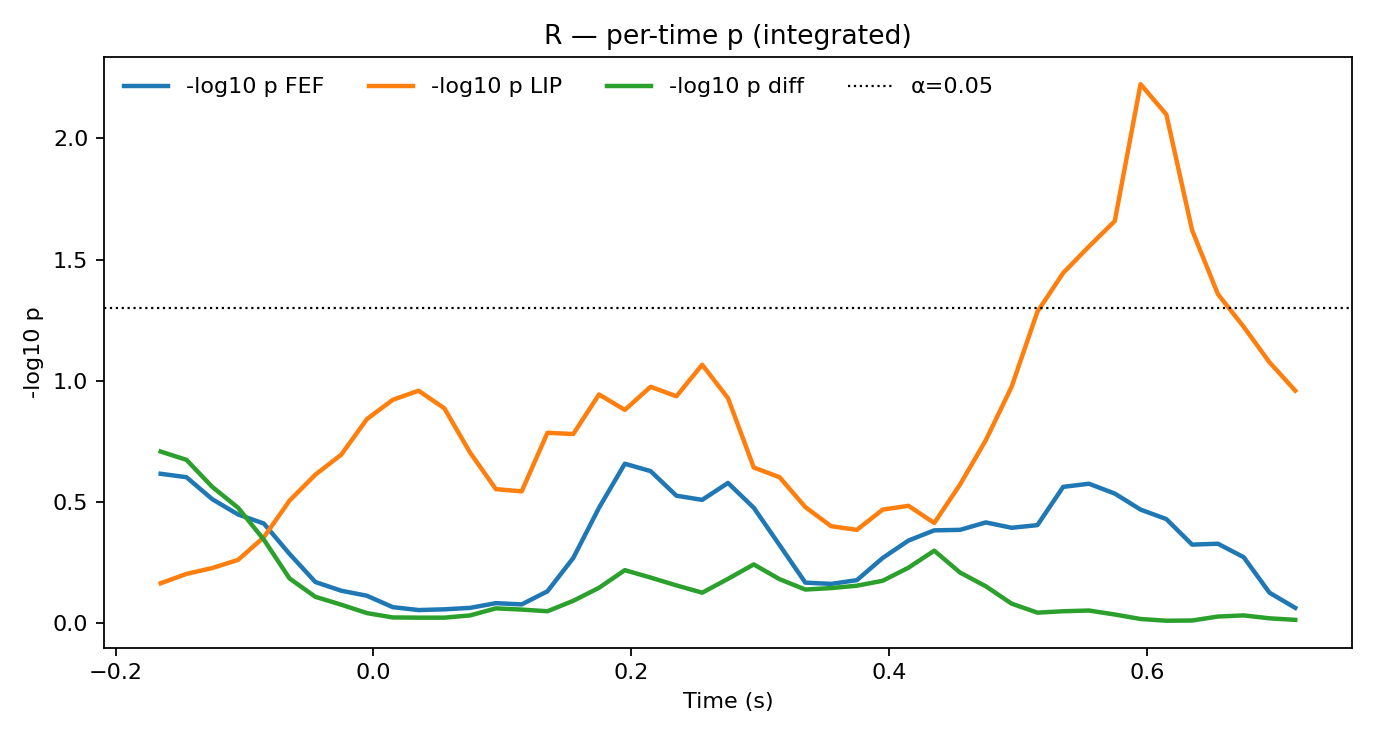 R — per-time p (integrated)
-log10 p FEF -log10 p LIP -log10 p diff α=0.05
2.0
1.5
1.0
0.5
0.0
-log10 p
−0.2 0.0 0.2 0.4 0.6
Time (s)